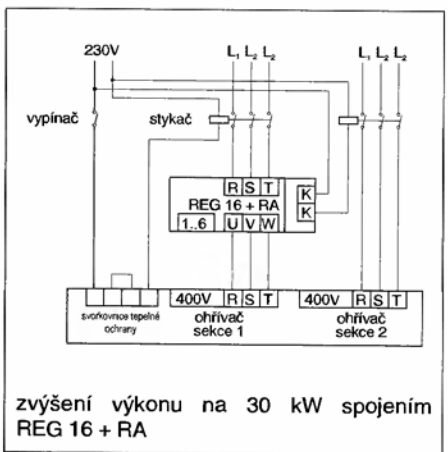 230V
L₁ L₂ L₂
L₁ L₂ L₂
vypínač
stykač
R S T
K
REG 16 + RA
K
1..6
U V W
400V R S T
400V R S T
svorkovnice tepelné
ochrany
ohřívač
sekce 1
ohřívač
sekce 2
zvýšení výkonu na 30 kW spojením
REG 16 + RA